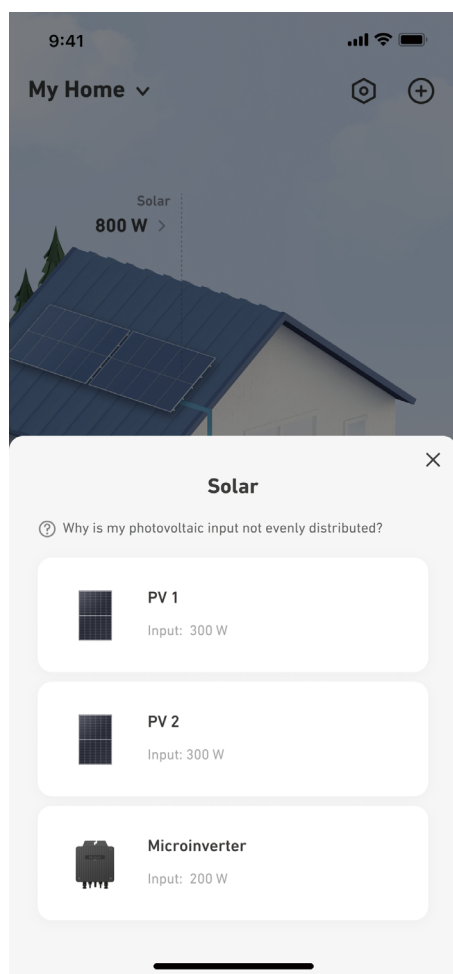 9:41
My Home
Solar
800 W >
Solar
Why is my photovoltaic input not evenly distributed?
PV 1
Input: 300 W
PV 2
Input: 300 W
Microinverter
Input: 200 W